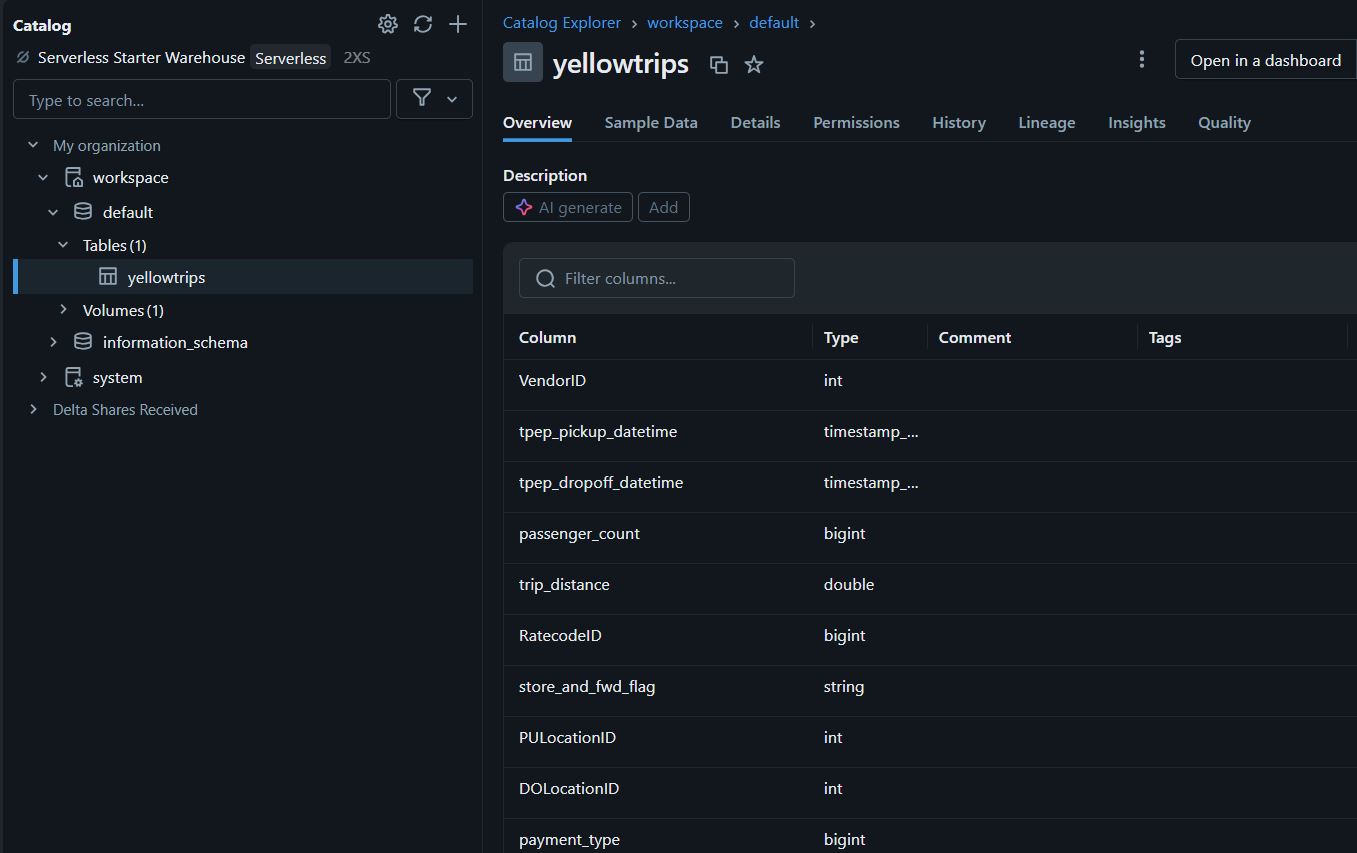 Catalog
Serverless Starter Warehouse Serverless 2XS
Type to search...
My organization
workspace
default
Tables (1)
yellowtrips
Volumes (1)
information_schema
system
Delta Shares Received
Catalog Explorer › workspace › default ›
yellowtrips
Open in a dashboard
Overview Sample Data Details Permissions History Lineage Insights Quality
Description
AI generate Add
Filter columns...
Column Type Comment Tags
VendorID int
tpep_pickup_datetime timestamp_...
tpep_dropoff_datetime timestamp_...
passenger_count bigint
trip_distance double
RatecodeID bigint
store_and_fwd_flag string
PULocationID int
DOLocationID int
payment_type bigint